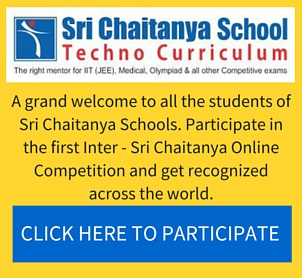 Sri Chaitanya School
Techno Curriculum
The right mentor for IIT (JEE), Medical, Olympiad & all other Competitive exams
A grand welcome to all the students of
Sri Chaitanya Schools. Participate in
the first Inter - Sri Chaitanya Online
Competition and get recognized
across the world.
CLICK HERE TO PARTICIPATE